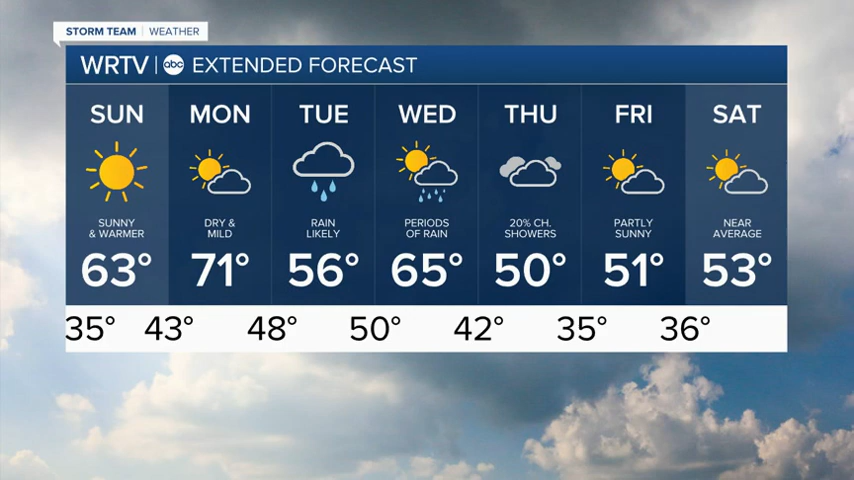 STORM TEAM | WEATHER
WRTV | abc EXTENDED FORECAST
SUN MON TUE WED THU FRI SAT
SUNNY & WARMER
DRY & MILD
RAIN LIKELY
PERIODS OF RAIN
20% CH. SHOWERS
PARTLY SUNNY
NEAR AVERAGE
63° 71° 56° 65° 50° 51° 53°
35° 43° 48° 50° 42° 35° 36°